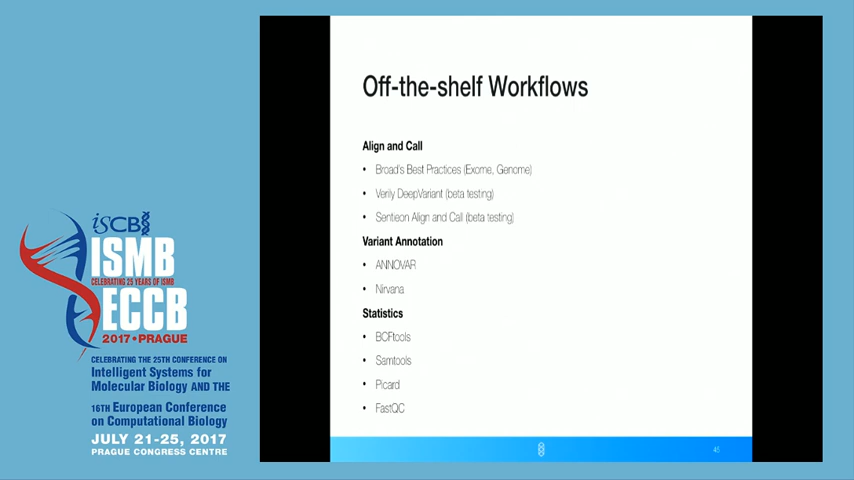 Off-the-shelf Workflows
Align and Call
• Broad's Best Practices (Exome, Genome)
• Verily DeepVariant (beta testing)
• Sentieon Align and Call (beta testing)
Variant Annotation
• ANNOVAR
• Nirvana
Statistics
• BCFtools
• Samtools
• Picard
• FastQC
45
iSCB
ISMB
CELEBRATING 25 YEARS OF ISMB
ECCB
2017 • PRAGUE
CELEBRATING THE 25TH CONFERENCE ON
Intelligent Systems for
Molecular Biology AND THE
16TH European Conference
on Computational Biology
JULY 21-25, 2017
PRAGUE CONGRESS CENTRE